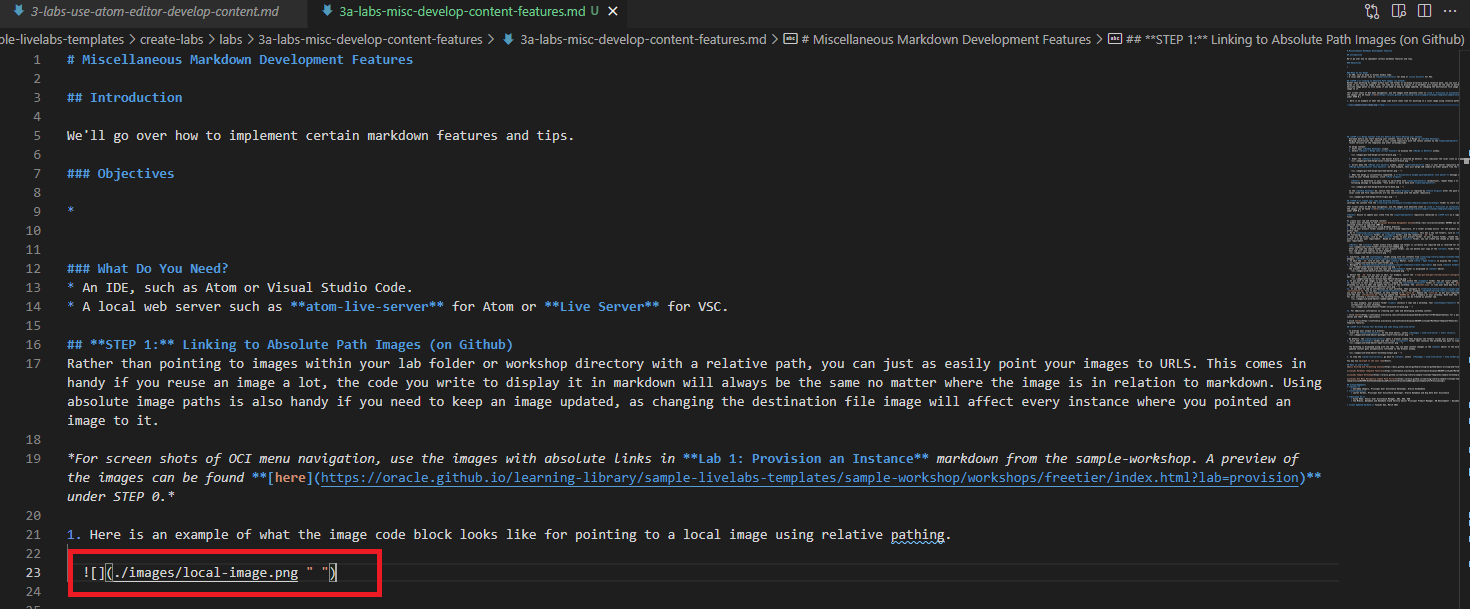 3-labs-use-atom-editor-develop-content.md
3a-labs-misc-develop-content-features.md U
ple-livelabs-templates > create-labs > labs > 3a-labs-misc-develop-content-features > 3a-labs-misc-develop-content-features.md > abc # Miscellaneous Markdown Development Features > abc ## **STEP 1:** Linking to Absolute Path Images (on Github)
1 # Miscellaneous Markdown Development Features
2
3 ## Introduction
4
5 We'll go over how to implement certain markdown features and tips.
6
7 ### Objectives
8
9 *
10
11
12 ### What Do You Need?
13 * An IDE, such as Atom or Visual Studio Code.
14 * A local web server such as **atom-live-server** for Atom or **Live Server** for VSC.
15
16 ## **STEP 1:** Linking to Absolute Path Images (on Github)
17 Rather than pointing to images within your lab folder or workshop directory with a relative path, you can just as easily point your images to URLS. This comes in
handy if you reuse an image a lot, the code you write to display it in markdown will always be the same no matter where the image is in relation to markdown. Using
absolute image paths is also handy if you need to keep an image updated, as changing the destination file image will affect every instance where you pointed an
image to it.
18
19 *For screen shots of OCI menu navigation, use the images with absolute links in **Lab 1: Provision an Instance** markdown from the sample-workshop. A preview of
the images can be found **[here](https://oracle.github.io/learning-library/sample-livelabs-templates/sample-workshop/workshops/freetier/index.html?lab=provision)**
under STEP 0.*
20
21 1. Here is an example of what the image code block looks like for pointing to a local image using relative pathing.
22
23 ![](./images/local-image.png " ")
24